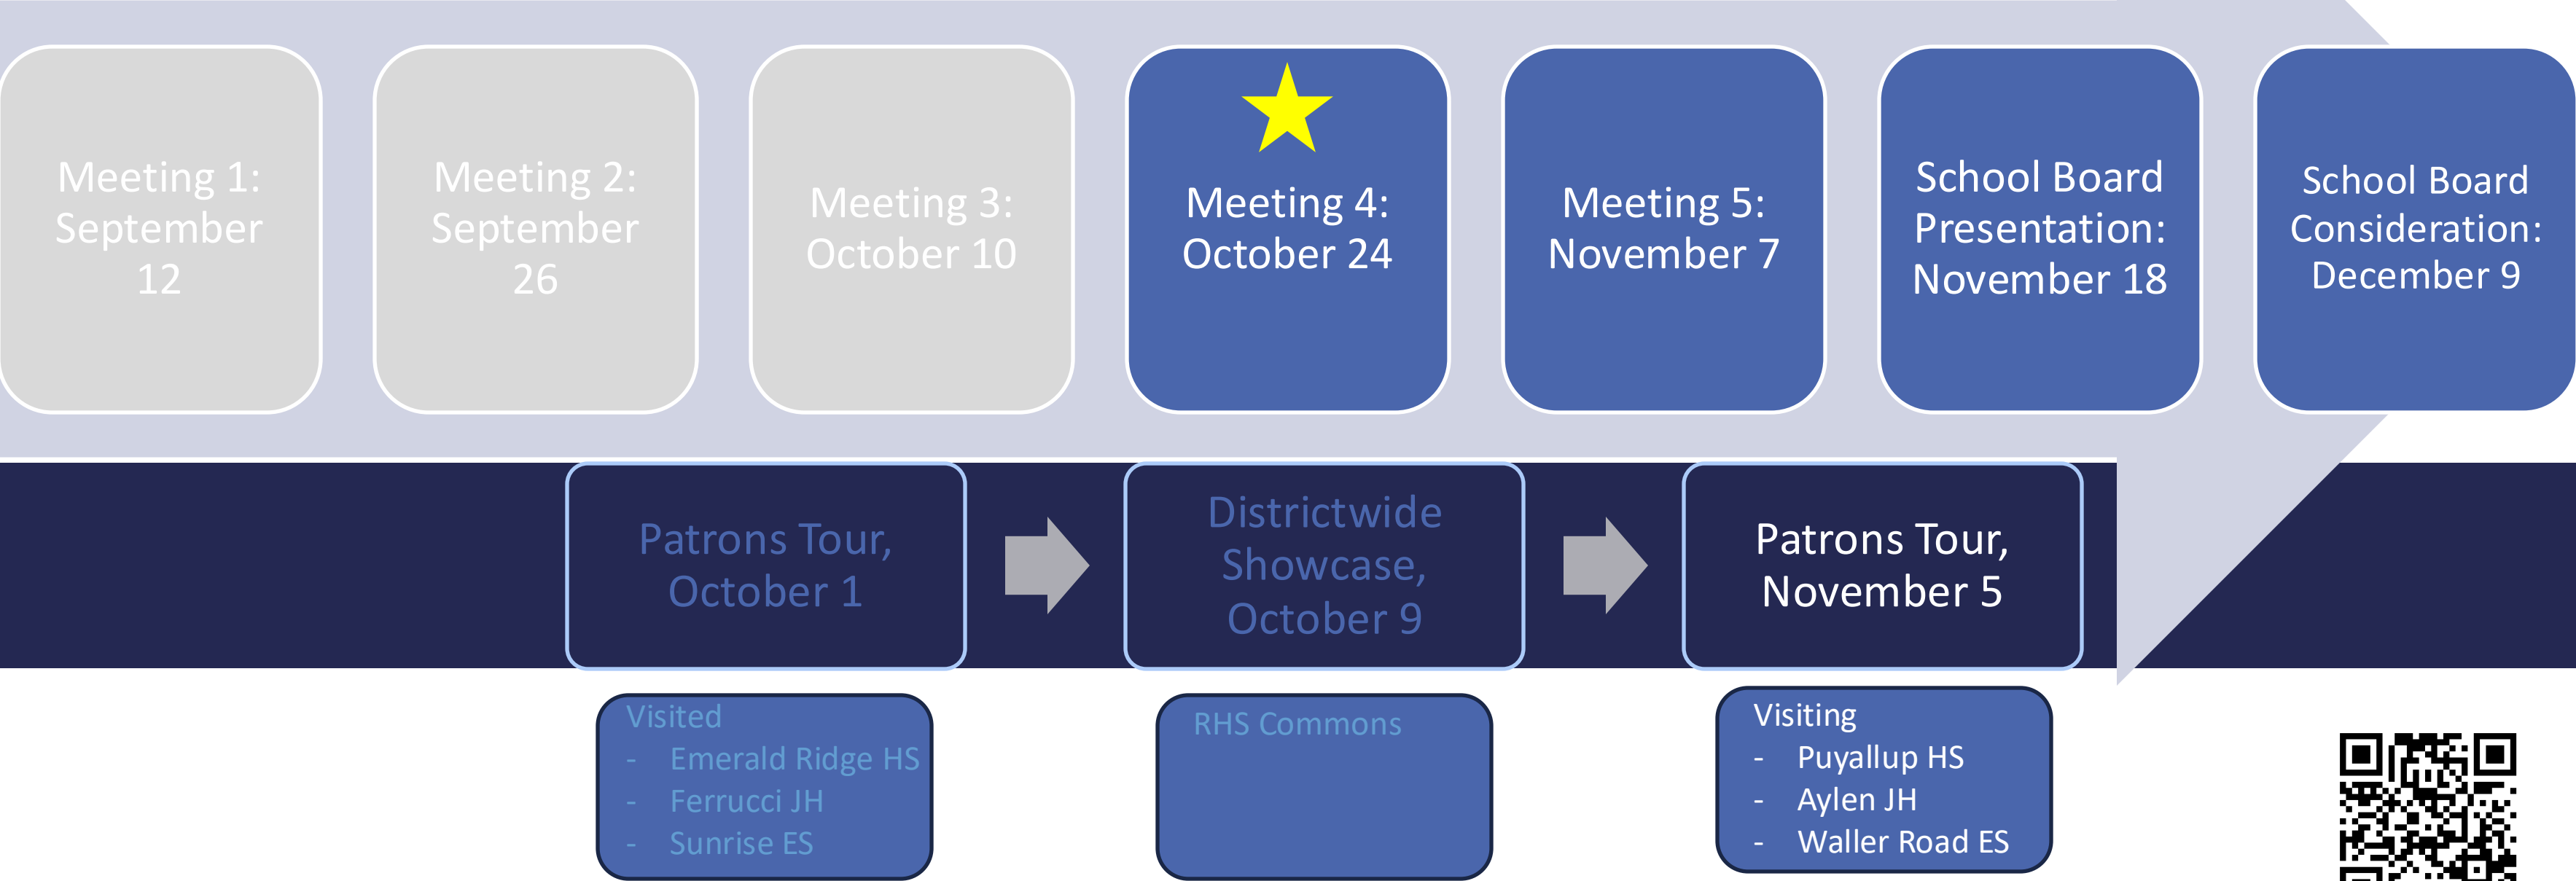 Meeting 1:
September
12
Meeting 2:
September
26
Meeting 3:
October 10
Meeting 4:
October 24
Meeting 5:
November 7
School Board
Presentation:
November 18
School Board
Consideration:
December 9
Patrons Tour,
October 1
Districtwide
Showcase,
October 9
Patrons Tour,
November 5
Visited
- Emerald Ridge HS
- Ferrucci JH
- Sunrise ES
RHS Commons
Visiting
- Puyallup HS
- Aylen JH
- Waller Road ES